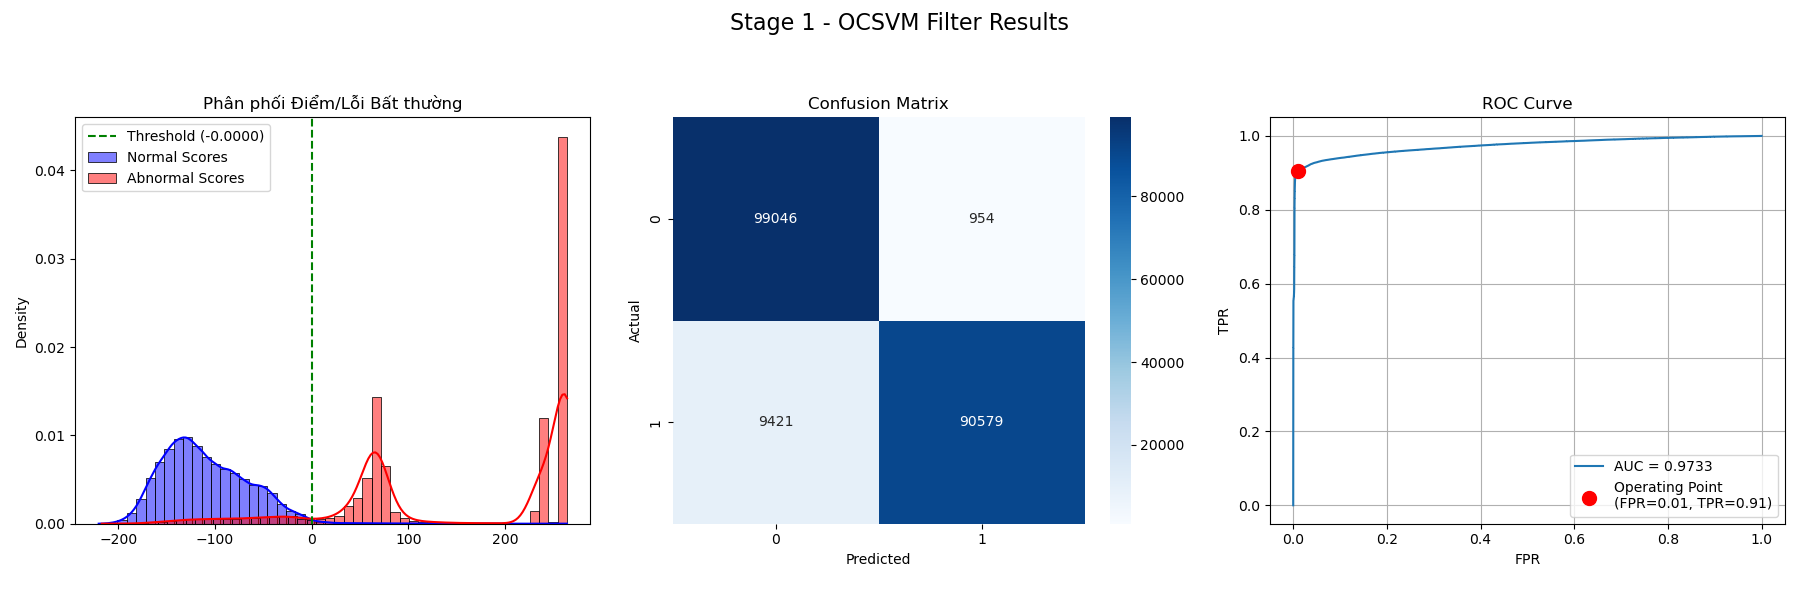 Stage 1 - OCSVM Filter Results
Phân phối Điểm/Lỗi Bất thường
Threshold (-0.0000)
Normal Scores
Abnormal Scores
Density
0.04
0.03
0.02
0.01
0.00
−200
−100
0
100
200
Confusion Matrix
Actual
0
1
99046
954
9421
90579
0
1
Predicted
80000
60000
40000
20000
ROC Curve
TPR
1.0
0.8
0.6
0.4
0.2
0.0
AUC = 0.9733
Operating Point
(FPR=0.01, TPR=0.91)
0.0
0.2
0.4
0.6
0.8
1.0
FPR